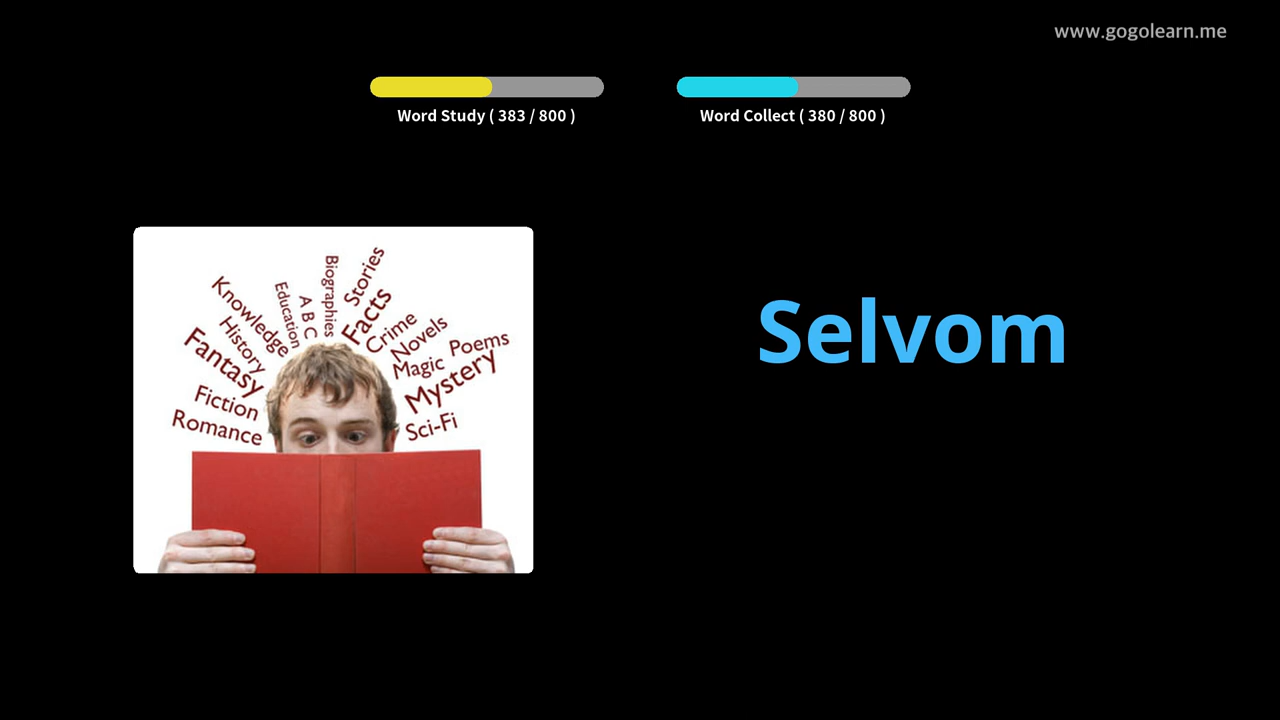 www.gogolearn.me
Word Study ( 383 / 800 )
Word Collect ( 380 / 800 )
Selvom
Stories
Biographies
Facts
A B C
Education
Knowledge
Crime
Novels
History
Poems
Fantasy
Magic
Mystery
Fiction
Sci-Fi
Romance